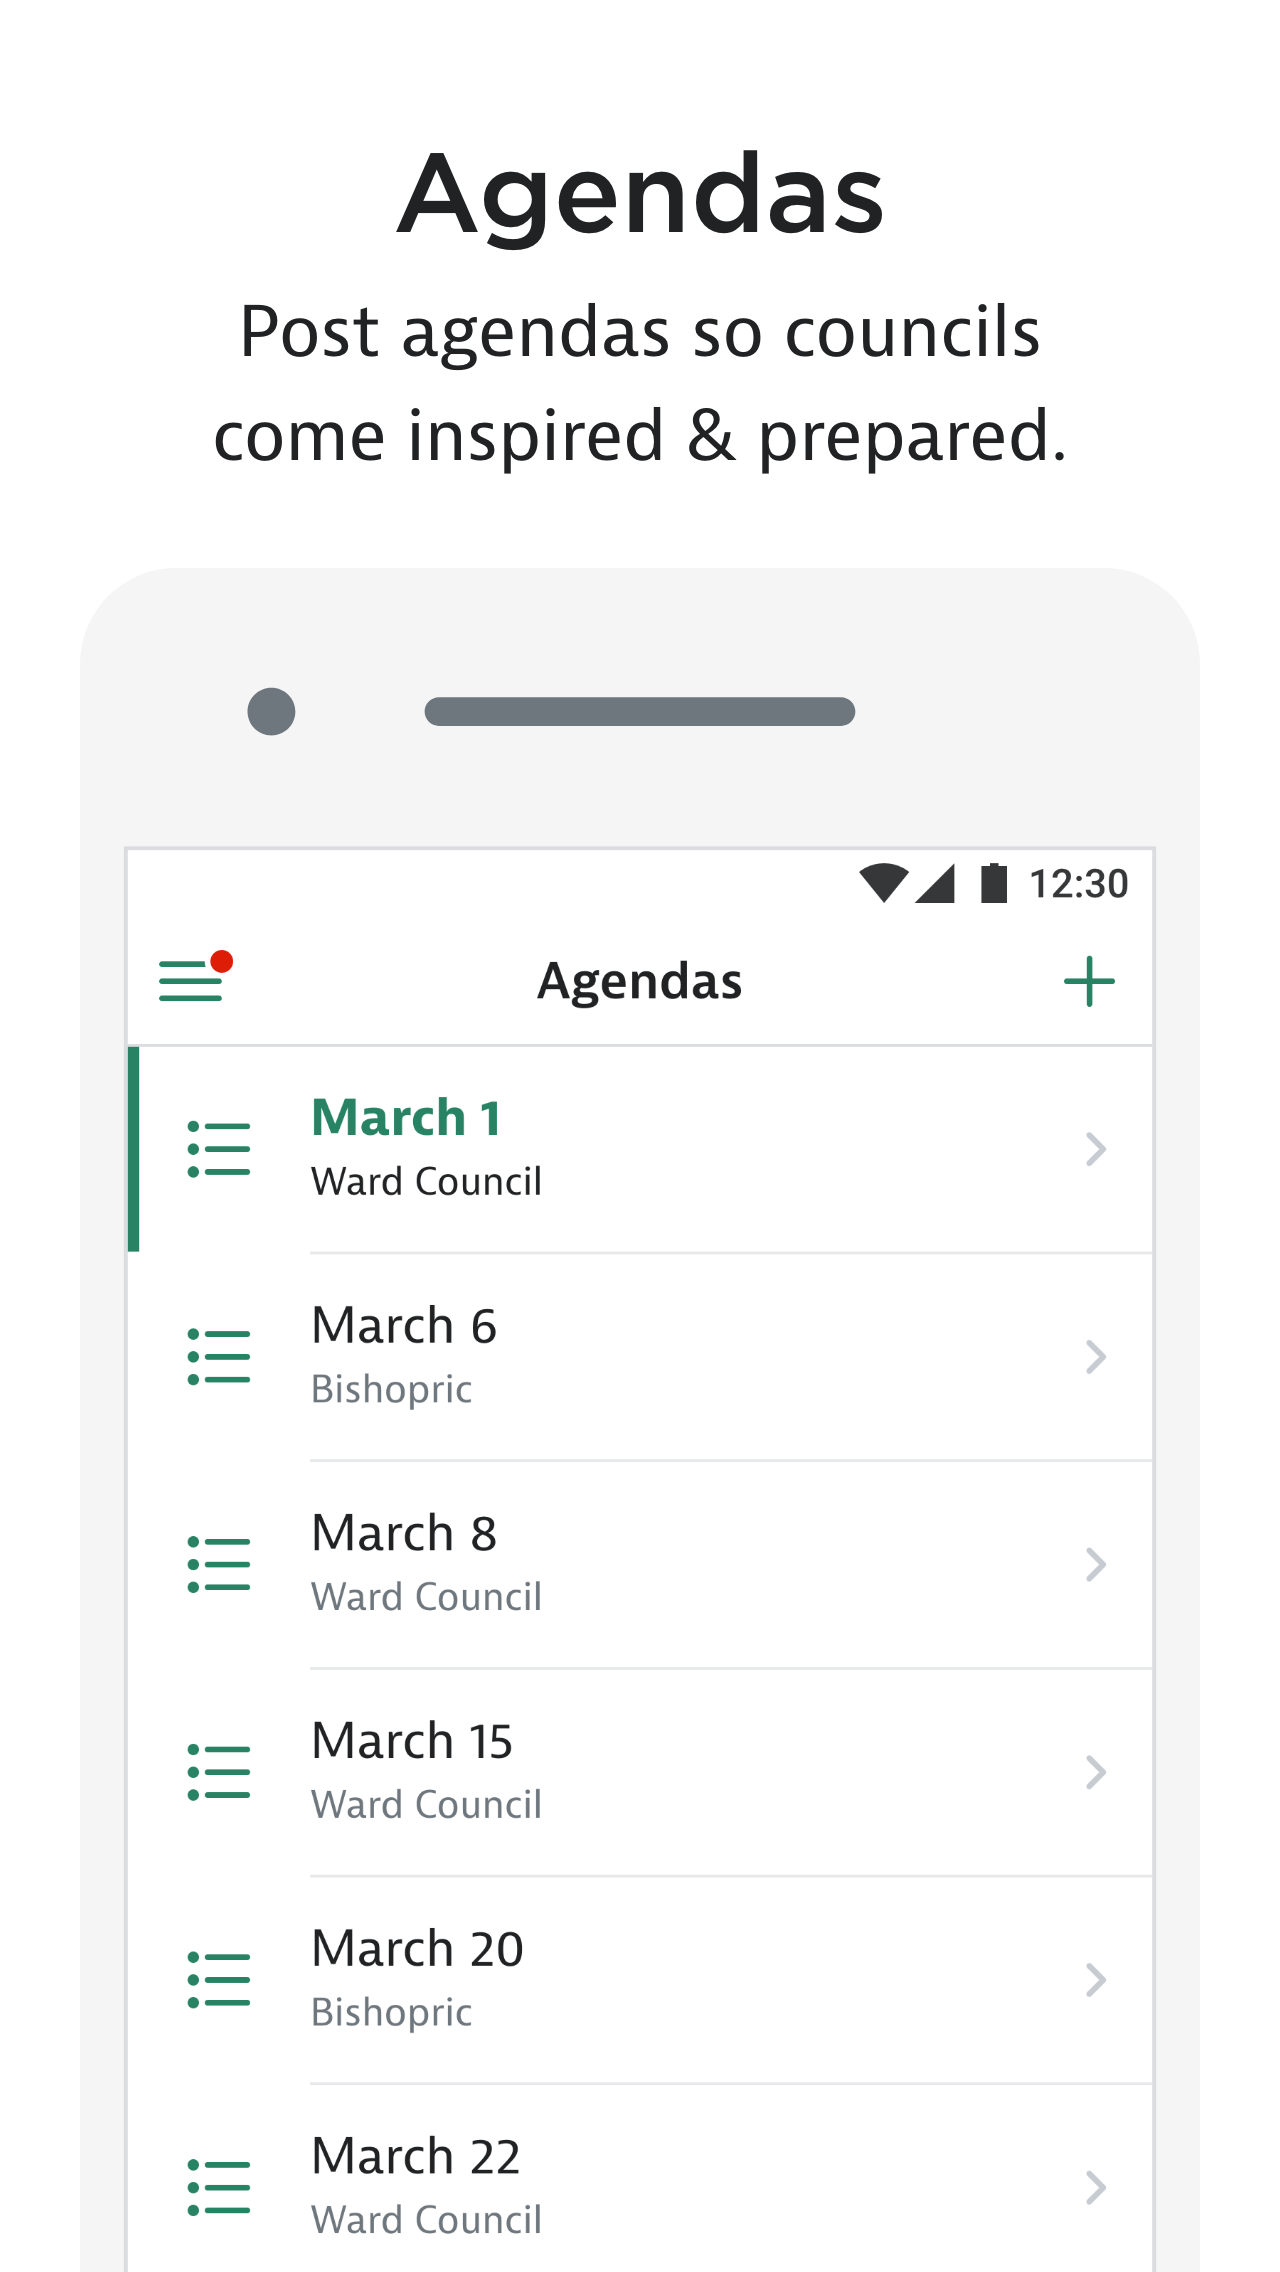 Agendas
Post agendas so councils
come inspired & prepared.
12:30
Agendas
March 1
Ward Council
March 6
Bishopric
March 8
Ward Council
March 15
Ward Council
March 20
Bishopric
March 22
Ward Council